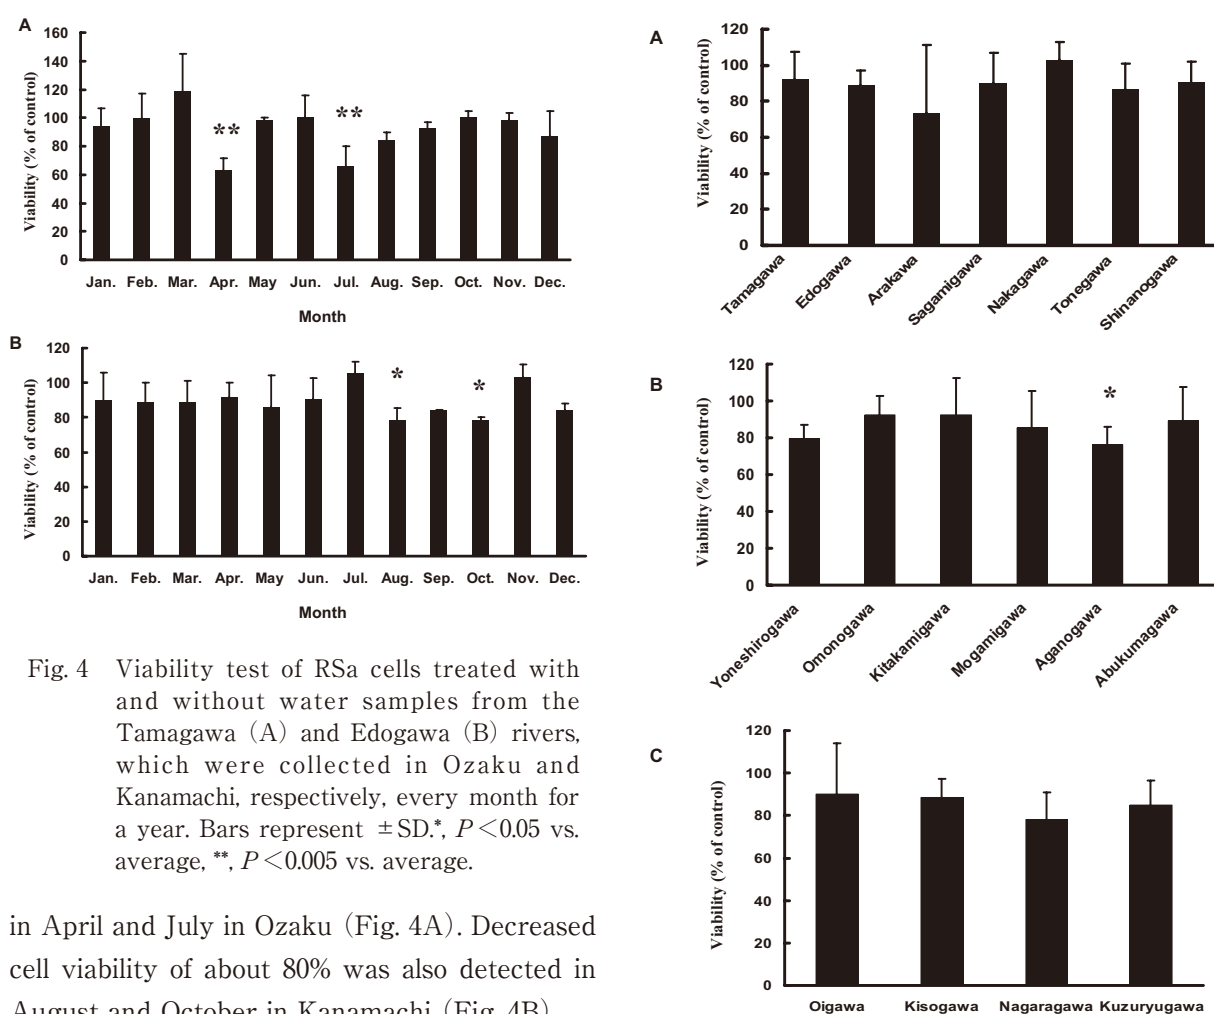 A
160
140
120
100
80
60
40
20
0
Viability (% of control)
**
**
Jan. Feb. Mar. Apr. May Jun. Jul. Aug. Sep. Oct. Nov. Dec.
Month
B
120
100
80
60
40
20
0
Viability (% of control)
*
*
Jan. Feb. Mar. Apr. May Jun. Jul. Aug. Sep. Oct. Nov. Dec.
Month
Fig. 4 Viability test of RSa cells treated with
and without water samples from the
Tamagawa (A) and Edogawa (B) rivers,
which were collected in Ozaku and
Kanamachi, respectively, every month for
a year. Bars represent ±SD.*, P<0.05 vs.
average, **, P<0.005 vs. average.
in April and July in Ozaku (Fig. 4A). Decreased
cell viability of about 80% was also detected in
August and October in Kanamachi (Fig. 4B).
A
120
100
80
60
40
20
0
Viability (% of control)
Tamagawa
Edogawa
Arakawa
Sagamigawa
Nakagawa
Tonegawa
Shinanogawa
B
120
100
80
60
40
20
0
Viability (% of control)
*
Yoneshirogawa
Omonogawa
Kitakamigawa
Mogamigawa
Aganogawa
Abukumagawa
C
120
100
80
60
40
20
0
Viability (% of control)
Oigawa Kisogawa Nagaragawa Kuzuryugawa